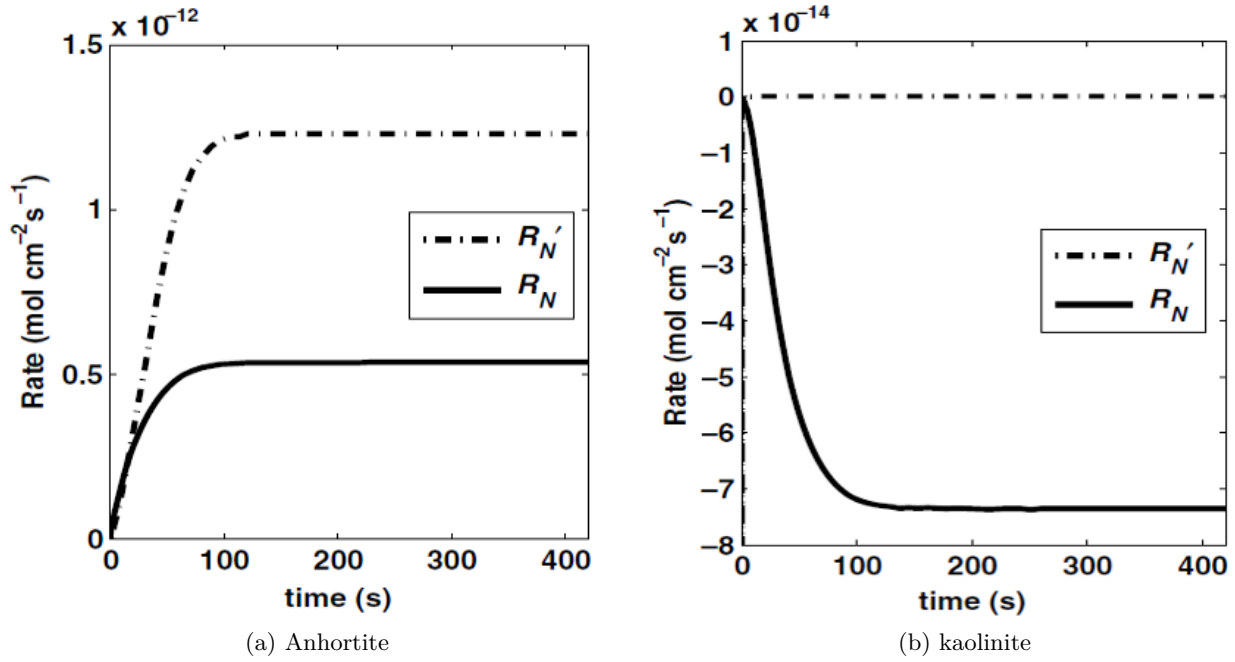 x 10⁻¹²
1.5
1
0.5
0
Rate (mol cm⁻²s⁻¹)
R_N′
R_N
0 100 200 300 400
time (s)
(a) Anhortite
x 10⁻¹⁴
1
0
−1
−2
−3
−4
−5
−6
−7
−8
Rate (mol cm⁻²s⁻¹)
R_N′
R_N
0 100 200 300 400
time (s)
(b) kaolinite